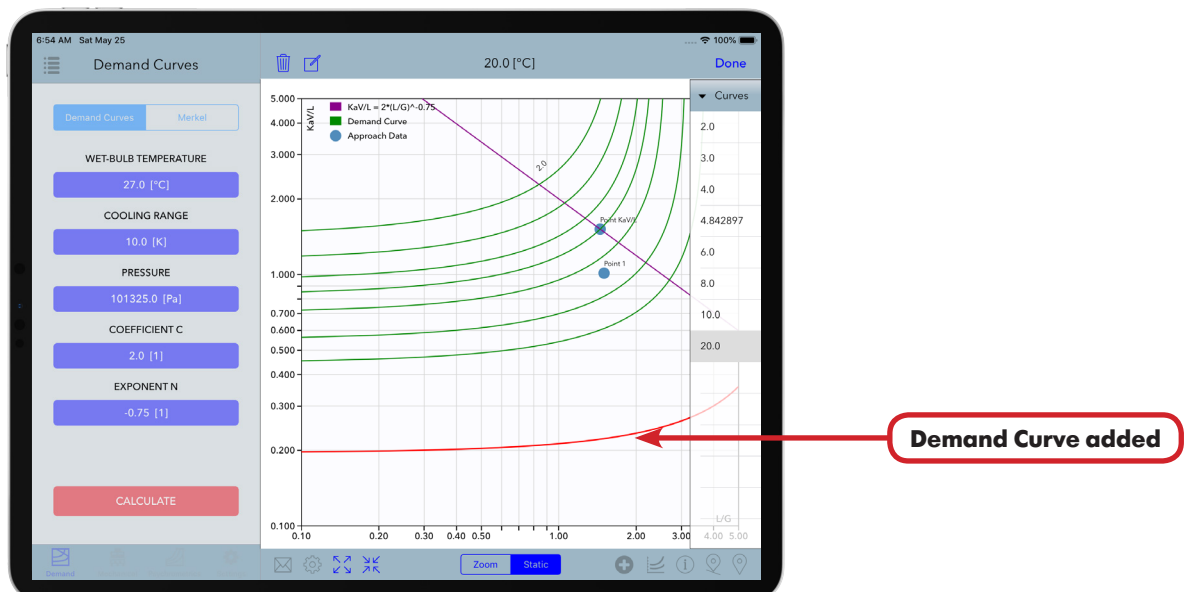 6:54 AM Sat May 25
100%
Demand Curves
20.0 [°C]
Done
Demand Curves
Merkel
WET-BULB TEMPERATURE
27.0 [°C]
COOLING RANGE
10.0 [K]
PRESSURE
101325.0 [Pa]
COEFFICIENT C
2.0 [1]
EXPONENT N
-0.75 [1]
CALCULATE
Demand
KaV/L
KaV/L = 2*(L/G)^-0.75
Demand Curve
Approach Data
5.000
4.000
3.000
2.000
1.000
0.700
0.600
0.500
0.400
0.300
0.200
0.100
2.0
Point KaV/L
Point 1
0.10
0.20
0.30
0.40
0.50
1.00
2.00
3.00
4.00
5.00
L/G
Curves
2.0
3.0
4.0
4.842897
6.0
8.0
10.0
20.0
Zoom
Static
Demand Curve added